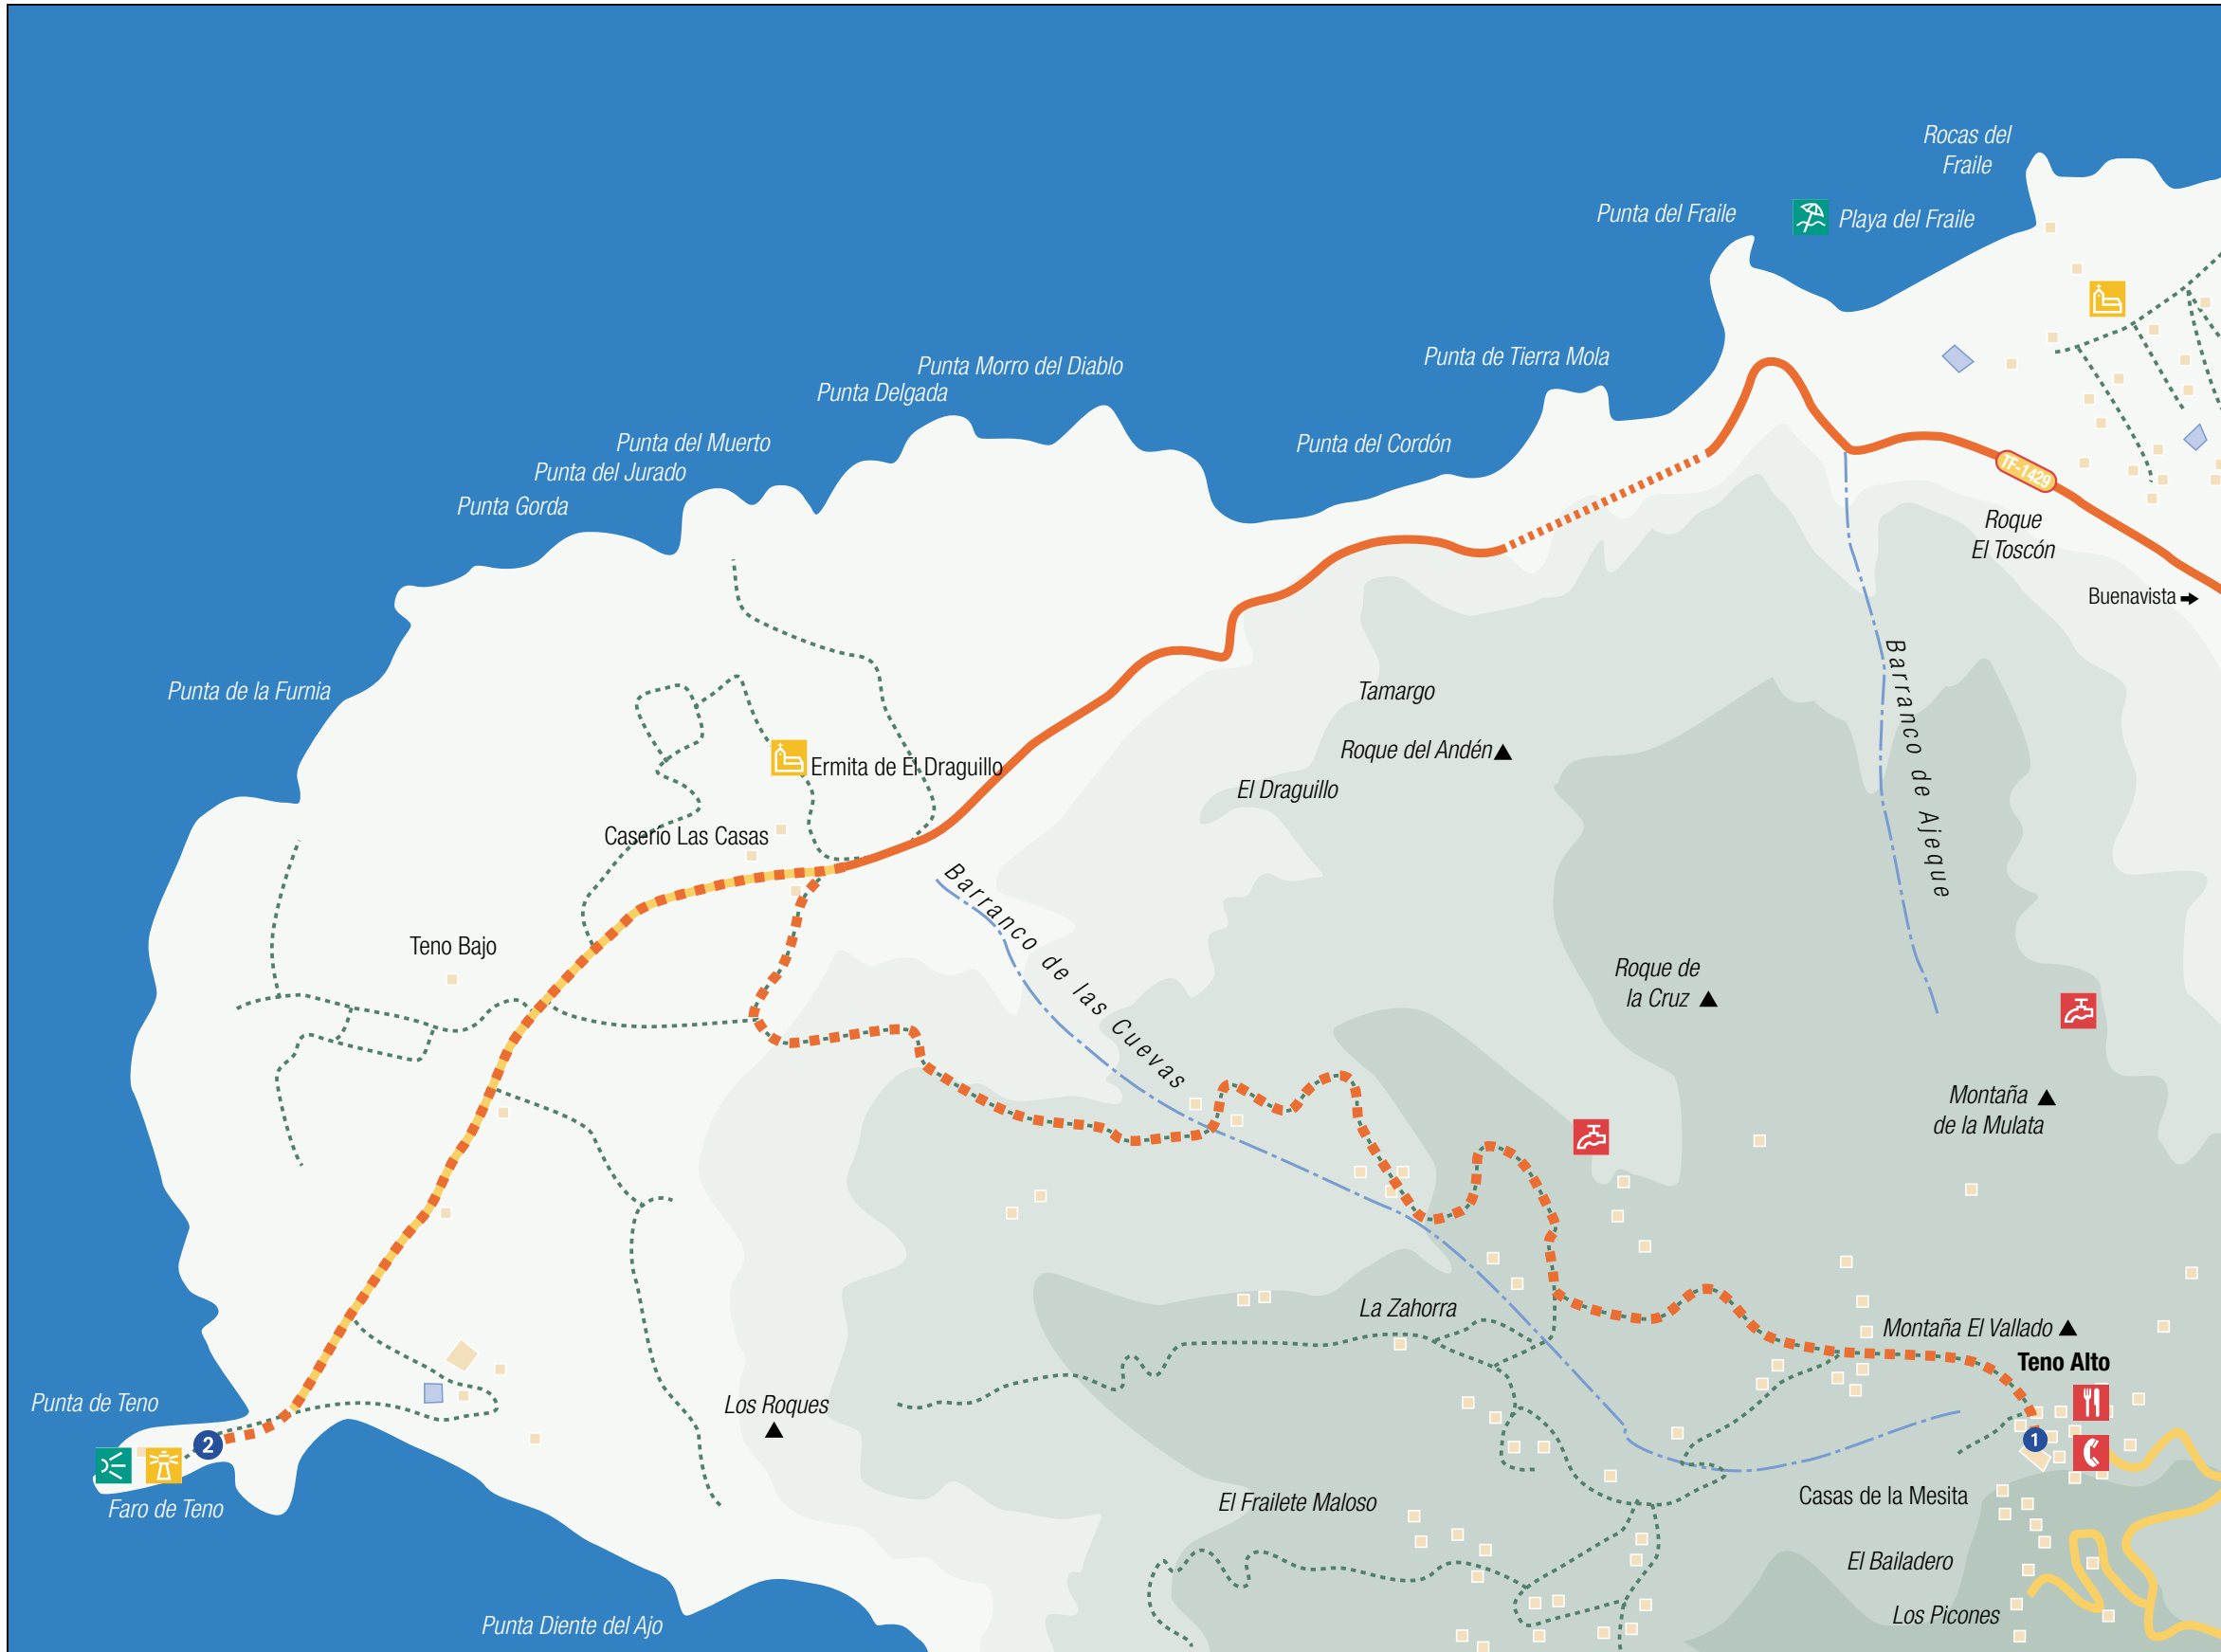 Rocas del
Fraile
Punta del Fraile
Playa del Fraile
Punta de Tierra Mola
Punta Morro del Diablo
Punta Delgada
Punta del Muerto
Punta del Cordón
Punta del Jurado
TF-1429
Punta Gorda
Roque
El Toscón
Buenavista
Punta de la Furnia
Tamargo
Barranco de Ajeque
Roque del Andén
Ermita de El Draguillo
El Draguillo
Caserio Las Casas
Barranco de las Cuevas
Teno Bajo
Roque de
la Cruz
Montaña
de la Mulata
La Zahorra
Montaña El Vallado
Teno Alto
Punta de Teno
Los Roques
2
1
Faro de Teno
El Frailete Maloso
Casas de la Mesita
El Bailadero
Los Picones
Punta Diente del Ajo